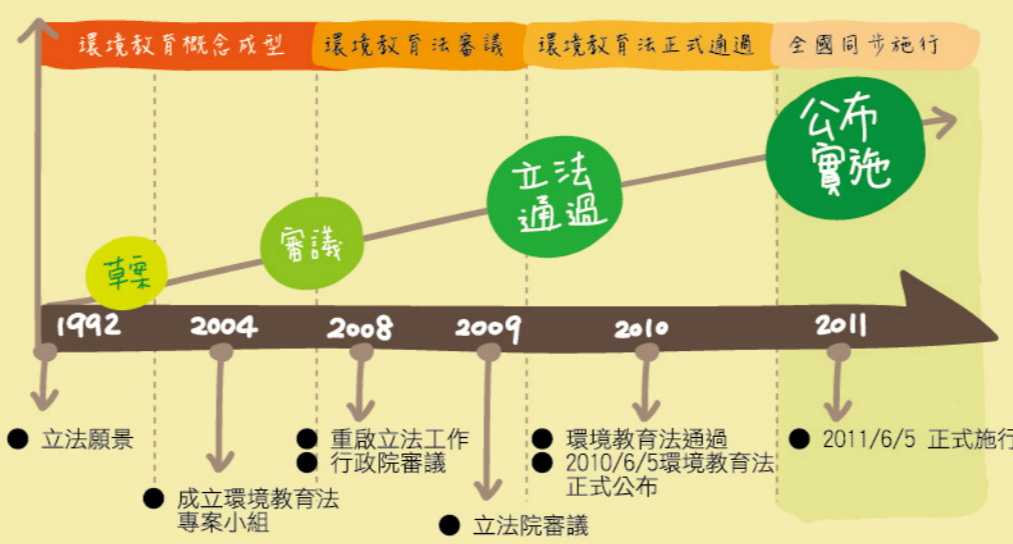 環境教育概念成型
環境教育法審議
環境教育法正式通過
全國同步施行
公布
實施
立法
通過
審議
草案
1992
2004
2008
2009
2010
2011
● 立法願景
● 重啟立法工作
● 行政院審議
● 環境教育法通過
● 2010/6/5環境教育法
正式公布
● 2011/6/5 正式施行
● 成立環境教育法
專案小組
● 立法院審議